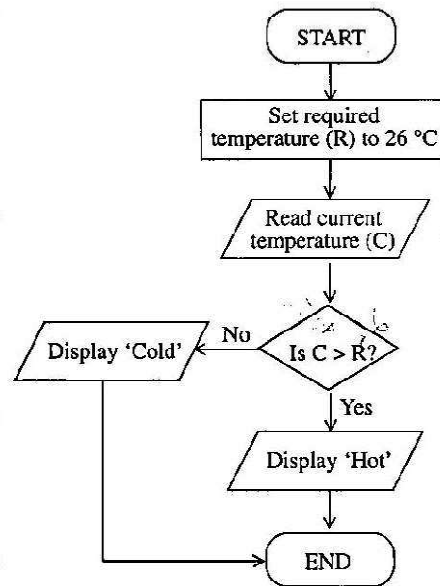 START
Set required
temperature (R) to 26 °C
Read current
temperature (C)
Is C > R?
No
Display ‘Cold’
Yes
Display ‘Hot’
END